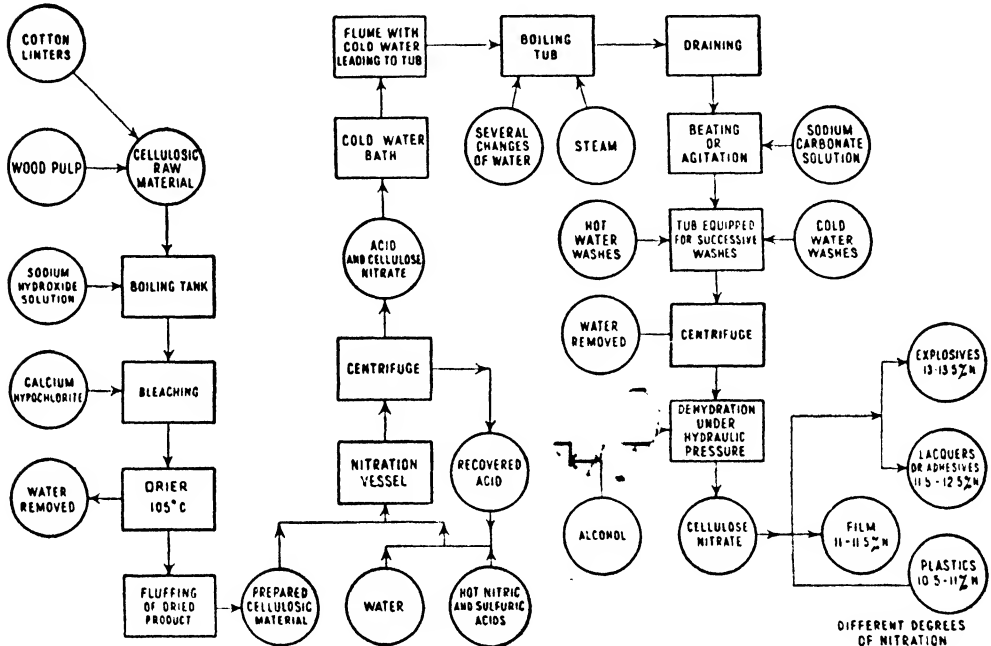 COTTON
LINTERS
WOOD PULP
CELLULOSIC
RAW
MATERIAL
SODIUM
HYDROXIDE
SOLUTION
BOILING TANK
CALCIUM
HYPOCHLORITE
BLEACHING
WATER
REMOVED
DRIER
105°C
FLUFFING
OF DRIED
PRODUCT
PREPARED
CELLULOSIC
MATERIAL
WATER
HOT NITRIC
AND SULFURIC
ACIDS
RECOVERED
ACID
NITRATION
VESSEL
CENTRIFUGE
ACID
AND CELLULOSE
NITRATE
COLD WATER
BATH
FLUME WITH
COLD WATER
LEADING TO TUB
BOILING
TUB
SEVERAL
CHANGES
OF WATER
STEAM
DRAINING
BEATING
OR
AGITATION
SODIUM
CARBONATE
SOLUTION
HOT
WATER
WASHES
TUB EQUIPPED
FOR SUCCESSIVE
WASHES
COLD
WATER
WASHES
WATER
REMOVED
CENTRIFUGE
DEHYDRATION
UNDER
HYDRAULIC
PRESSURE
ALCOHOL
CELLULOSE
NITRATE
EXPLOSIVES
13-13.5% N
LACQUERS
OR ADHESIVES
11.5-12.5% N
FILM
11-11.5% N
PLASTICS
10.5-11% N
DIFFERENT DEGREES
OF NITRATION